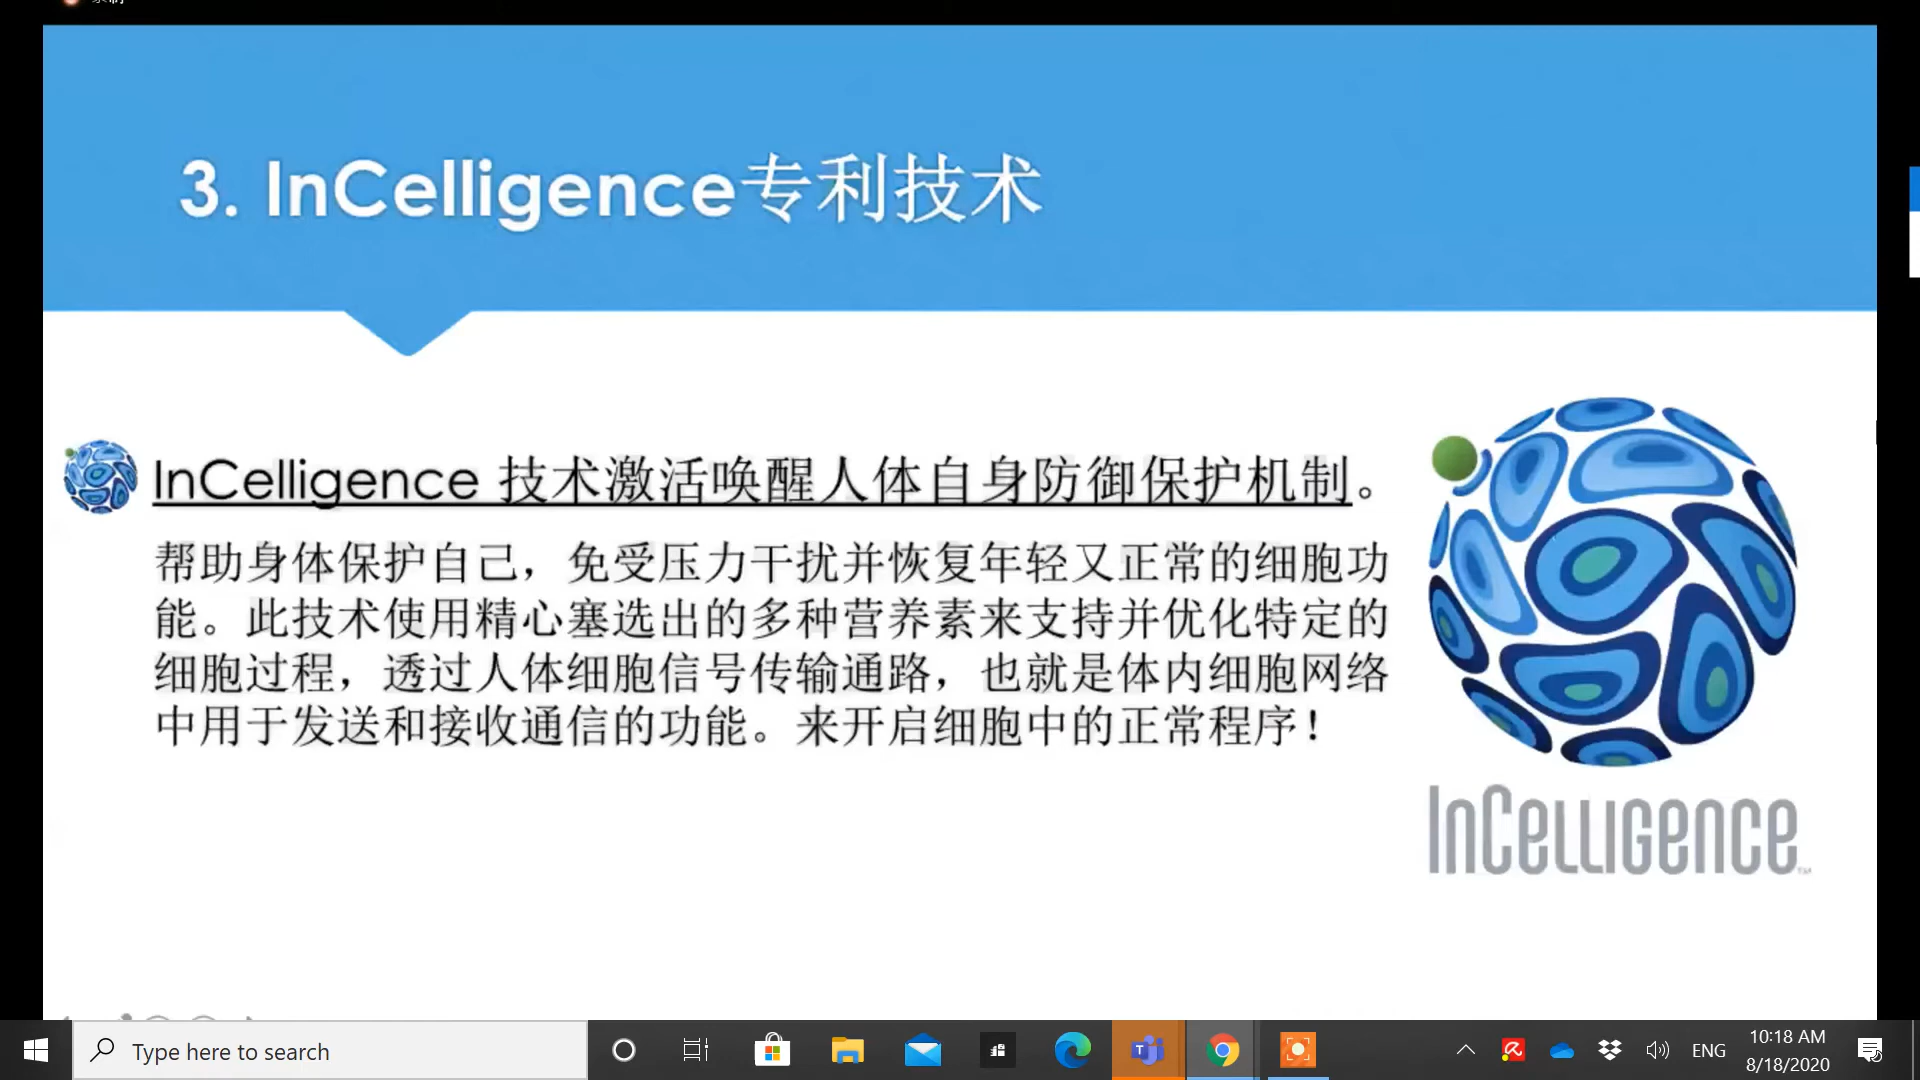 3. InCelligence专利技术
InCelligence 技术激活唤醒人体自身防御保护机制。
帮助身体保护自己，免受压力干扰并恢复年轻又正常的细胞功
能。此技术使用精心塞选出的多种营养素来支持并优化特定的
细胞过程，透过人体细胞信号传输通路，也就是体内细胞网络
中用于发送和接收通信的功能。来开启细胞中的正常程序！
InCelligence™
Type here to search
ENG
10:18 AM
8/18/2020